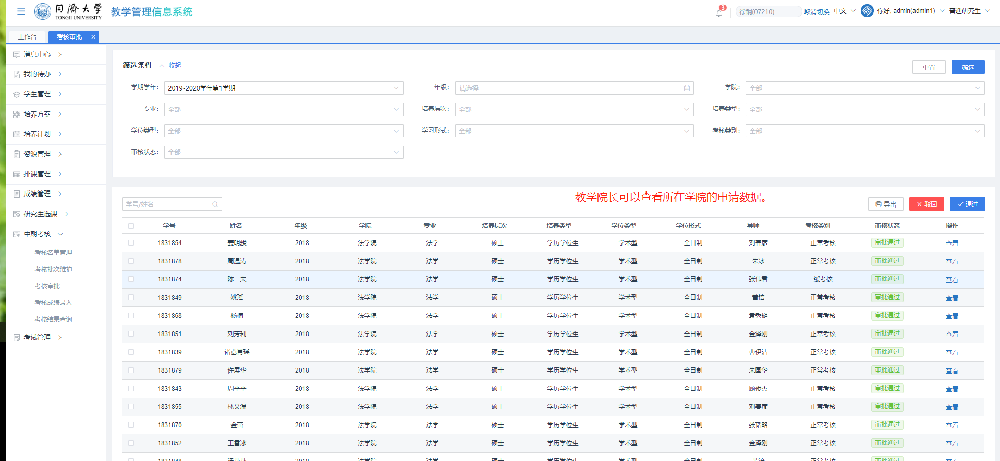 同濟大學
TONGJI UNIVERSITY
教学管理信息系统
3
徐钢(07210) 取消切换 中文 你好, admin(admin1) 普通研究生
工作台 考核审批
消息中心
我的待办
学生管理
培养方案
培养计划
资源管理
排课管理
成绩管理
研究生选课
中期考核
考核名单管理
考核批次维护
考核审批
考核成绩录入
考核结果查询
考试管理
筛选条件 收起 重置 筛选
学期学年: 2019-2020学年第1学期 年级: 请选择 学院: 全部
专业: 全部 培养层次: 全部 培养类型: 全部
学位类型: 全部 学习形式: 全部 考核类别: 全部
审核状态: 全部
教学院长可以查看所在学院的申请数据。
学号/姓名 导出 驳回 通过
学号 姓名 年级 学院 专业 培养层次 培养类型 学位类型 学位形式 导师 考核类别 审核状态 操作
1831854 姜明骏 2018 法学院 法学 硕士 学历学位生 学术型 全日制 刘春彦 正常考核 审批通过 查看
1831878 周温涛 2018 法学院 法学 硕士 学历学位生 学术型 全日制 朱冰 正常考核 审批通过 查看
1831874 陈一夫 2018 法学院 法学 硕士 学历学位生 学术型 全日制 张伟君 缓考核 审批通过 查看
1831849 姚瑶 2018 法学院 法学 硕士 学历学位生 学术型 全日制 黄锫 正常考核 审批通过 查看
1831868 杨楠 2018 法学院 法学 硕士 学历学位生 学术型 全日制 袁秀挺 正常考核 审批通过 查看
1831851 刘芳利 2018 法学院 法学 硕士 学历学位生 学术型 全日制 金泽刚 正常考核 审批通过 查看
1831839 诸葛肖瑶 2018 法学院 法学 硕士 学历学位生 学术型 全日制 曹伊清 正常考核 审批通过 查看
1831879 许展华 2018 法学院 法学 硕士 学历学位生 学术型 全日制 朱国华 正常考核 审批通过 查看
1831843 周平平 2018 法学院 法学 硕士 学历学位生 学术型 全日制 顾俊杰 正常考核 审批通过 查看
1831855 林义涌 2018 法学院 法学 硕士 学历学位生 学术型 全日制 刘春彦 正常考核 审批通过 查看
1831870 金蕾 2018 法学院 法学 硕士 学历学位生 学术型 全日制 张韬略 正常考核 审批通过 查看
1831852 王雪冰 2018 法学院 法学 硕士 学历学位生 学术型 全日制 金泽刚 正常考核 审批通过 查看